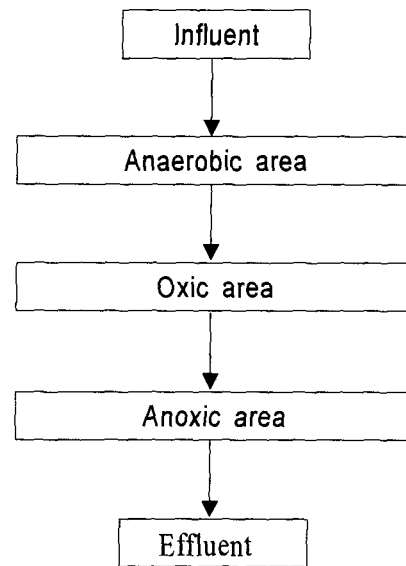 Influent
Anaerobic area
Oxic area
Anoxic area
Effluent